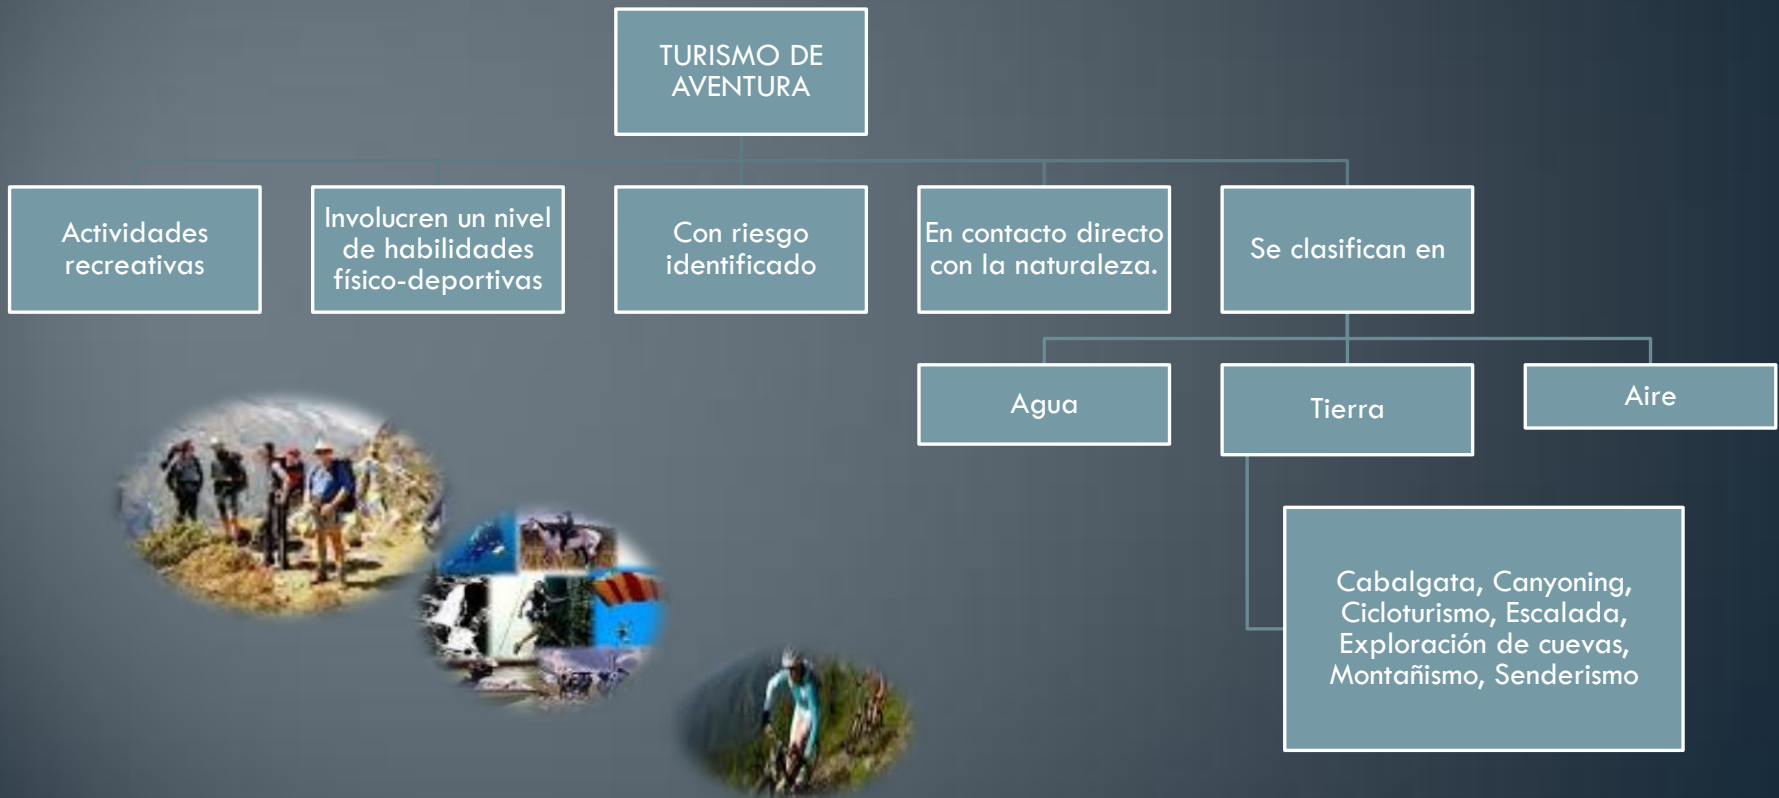 TURISMO DE
AVENTURA
Actividades
recreativas
Involucren un nivel
de habilidades
físico-deportivas
Con riesgo
identificado
En contacto directo
con la naturaleza.
Se clasifican en
Agua
Tierra
Aire
Cabalgata, Canyoning,
Cicloturismo, Escalada,
Exploración de cuevas,
Montañismo, Senderismo